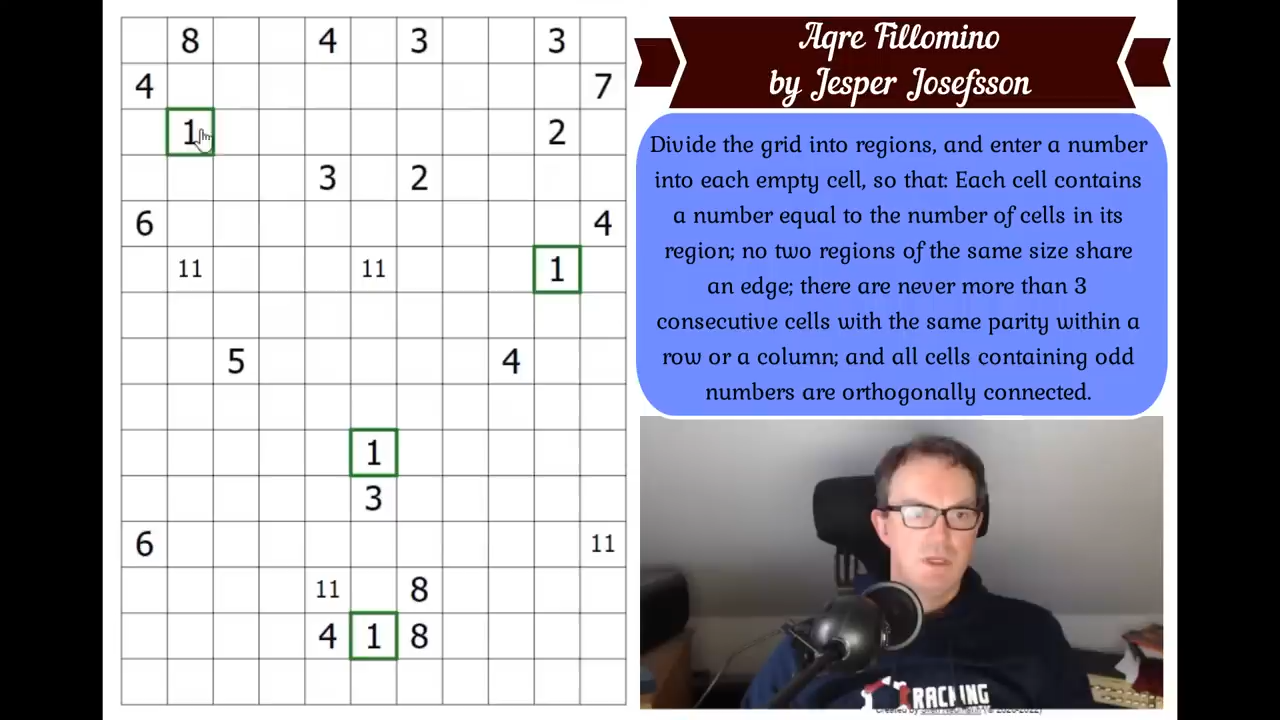 8 4 3 3
4 7
1 2
3 2
6 4
11 11 1
5 4
1
3
6 11
11 8
4 1 8
Aqre Fillomino
by Jesper Josefsson
Divide the grid into regions, and enter a number
into each empty cell, so that: Each cell contains
a number equal to the number of cells in its
region; no two regions of the same size share
an edge; there are never more than 3
consecutive cells with the same parity within a
row or a column; and all cells containing odd
numbers are orthogonally connected.
RACKING